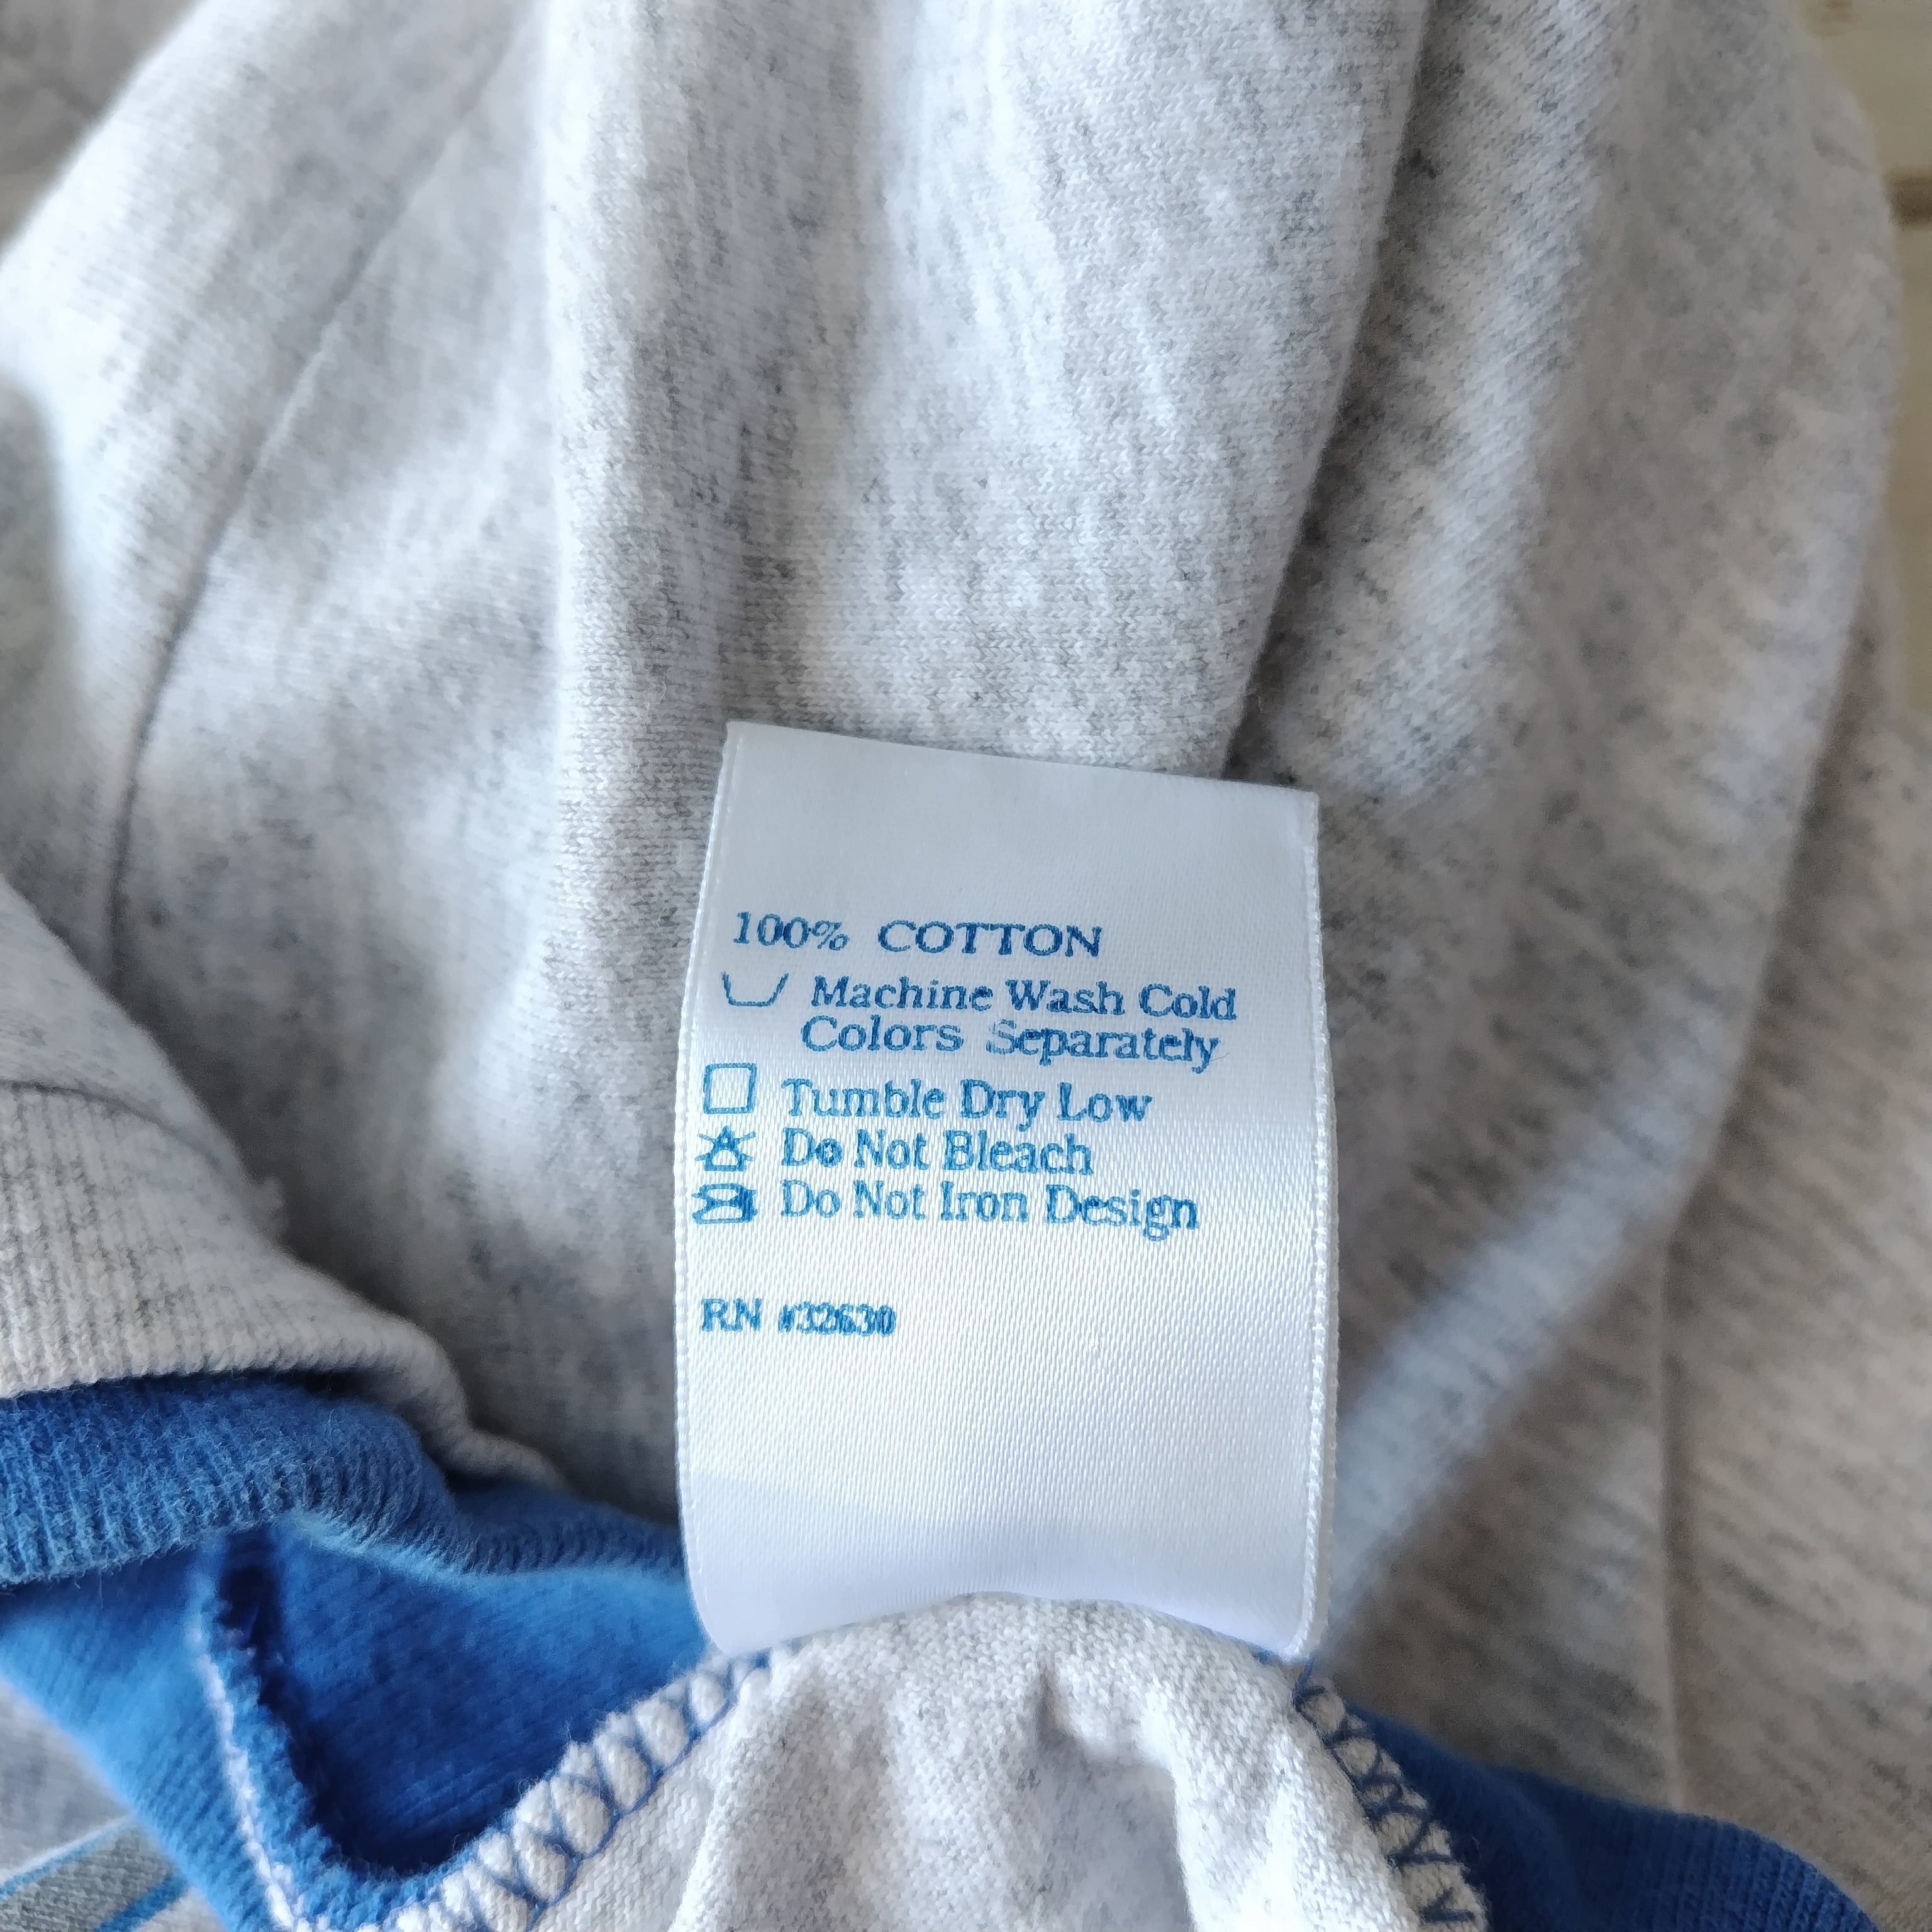 100% COTTON
Machine Wash Cold
Colors Separately
Tumble Dry Low
Do Not Bleach
Do Not Iron Design
RN #32630